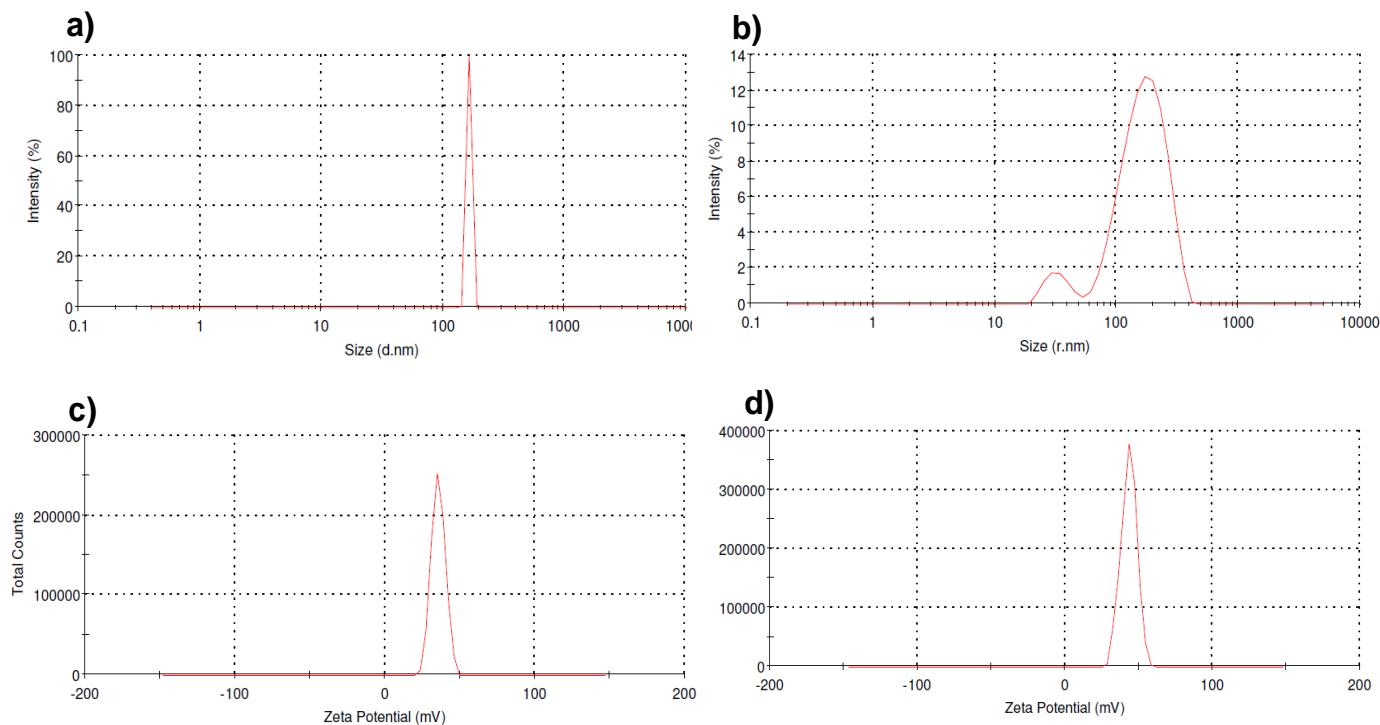 a)
Intensity (%)
100
80
60
40
20
0
0.1 1 10 100 1000 1000
Size (d.nm)
b)
Intensity (%)
14
12
10
8
6
4
2
0
0.1 1 10 100 1000 10000
Size (r.nm)
c)
Total Counts
300000
200000
100000
0
-200 -100 0 100 200
Zeta Potential (mV)
d)
400000
300000
200000
100000
0
-200 -100 0 100 200
Zeta Potential (mV)